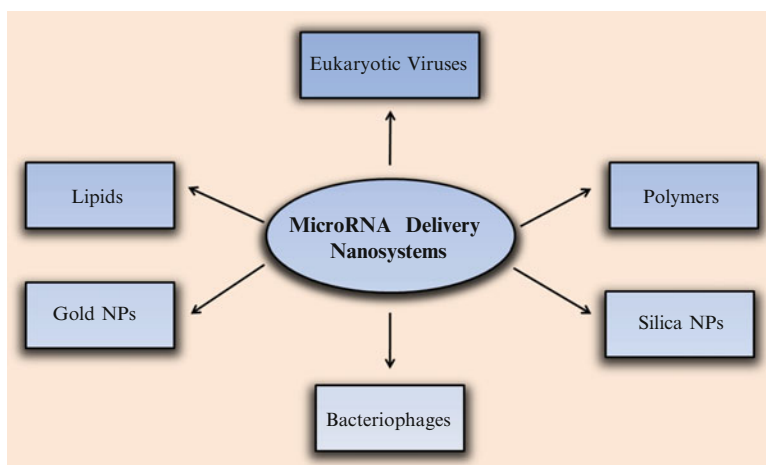 Eukaryotic Viruses
Lipids
Polymers
MicroRNA Delivery
Nanosystems
Gold NPs
Silica NPs
Bacteriophages